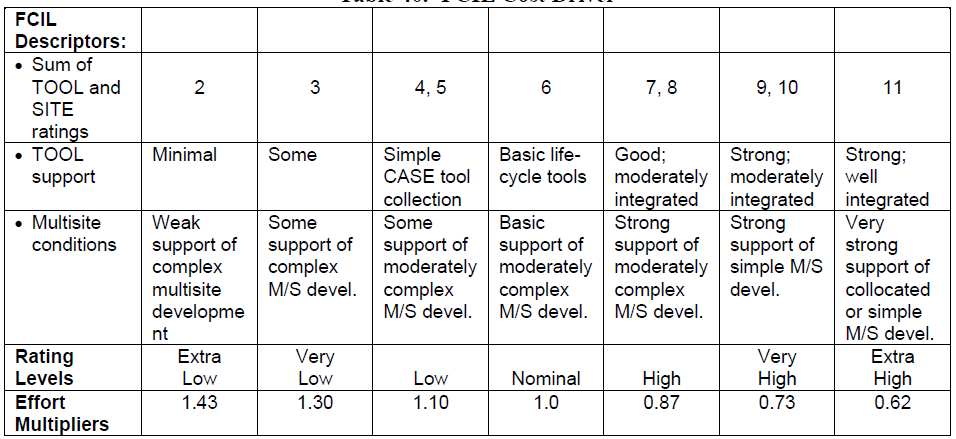 FCIL
Descriptors:
• Sum of
TOOL and
SITE
ratings
2
3
4, 5
6
7, 8
9, 10
11
• TOOL
support
Minimal
Some
Simple
CASE tool
collection
Basic life-
cycle tools
Good;
moderately
integrated
Strong;
moderately
integrated
Strong;
well
integrated
• Multisite
conditions
Weak
support of
complex
multisite
developme
nt
Some
support of
complex
M/S devel.
Some
support of
moderately
complex
M/S devel.
Basic
support of
moderately
complex
M/S devel.
Strong
support of
moderately
complex
M/S devel.
Strong
support of
simple M/S
devel.
Very
strong
support of
collocated
or simple
M/S devel.
Rating
Levels
Extra
Low
Very
Low
Low
Nominal
High
Very
High
Extra
High
Effort
Multipliers
1.43
1.30
1.10
1.0
0.87
0.73
0.62